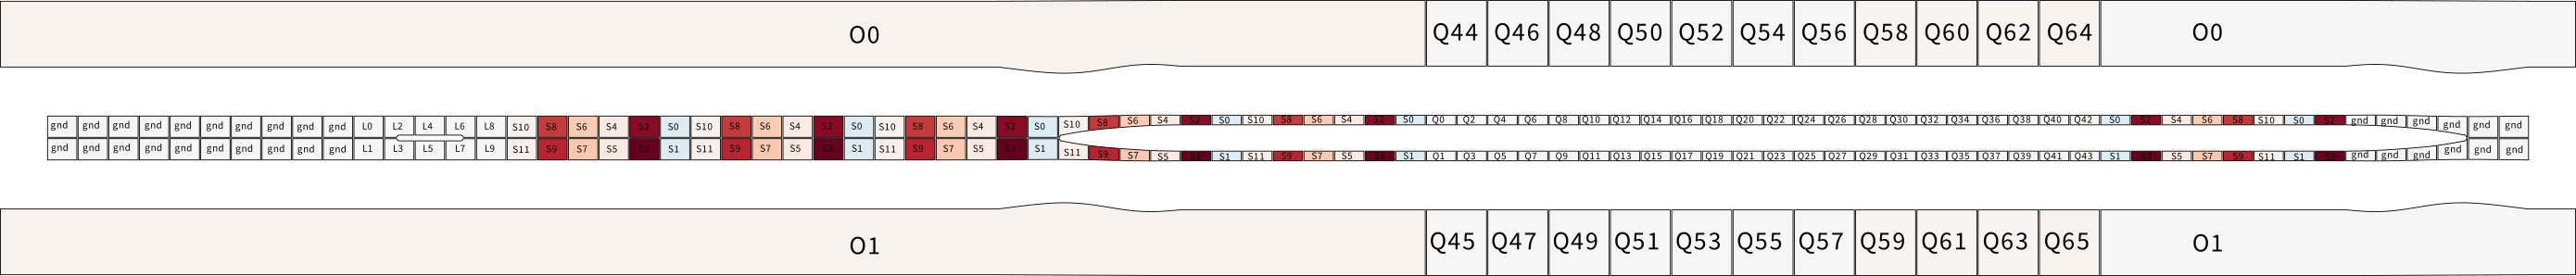 O0 Q44 Q46 Q48 Q50 Q52 Q54 Q56 Q58 Q60 Q62 Q64 O0
gnd gnd gnd gnd gnd gnd gnd gnd gnd gnd L0 L2 L4 L6 L8 S10 S8 S6 S4 S2 S0 S10 S8 S6 S4 S2 S0 S10 S8 S6 S4 S2 S0 S10 S8 S6 S4 S2 S0 S10 S8 S6 S4 S2 S0 Q0 Q2 Q4 Q6 Q8 Q10 Q12 Q14 Q16 Q18 Q20 Q22 Q24 Q26 Q28 Q30 Q32 Q34 Q36 Q38 Q40 Q42 S0 S2 S4 S6 S8 S10 S0 S2 gnd gnd gnd gnd gnd gnd
gnd gnd gnd gnd gnd gnd gnd gnd gnd gnd L1 L3 L5 L7 L9 S11 S9 S7 S5 S3 S1 S11 S9 S7 S5 S3 S1 S11 S9 S7 S5 S3 S1 S11 S9 S7 S5 S3 S1 S11 S9 S7 S5 S3 S1 Q1 Q3 Q5 Q7 Q9 Q11 Q13 Q15 Q17 Q19 Q21 Q23 Q25 Q27 Q29 Q31 Q33 Q35 Q37 Q39 Q41 Q43 S1 S3 S5 S7 S9 S11 S1 S3 gnd gnd gnd gnd gnd gnd
O1 Q45 Q47 Q49 Q51 Q53 Q55 Q57 Q59 Q61 Q63 Q65 O1